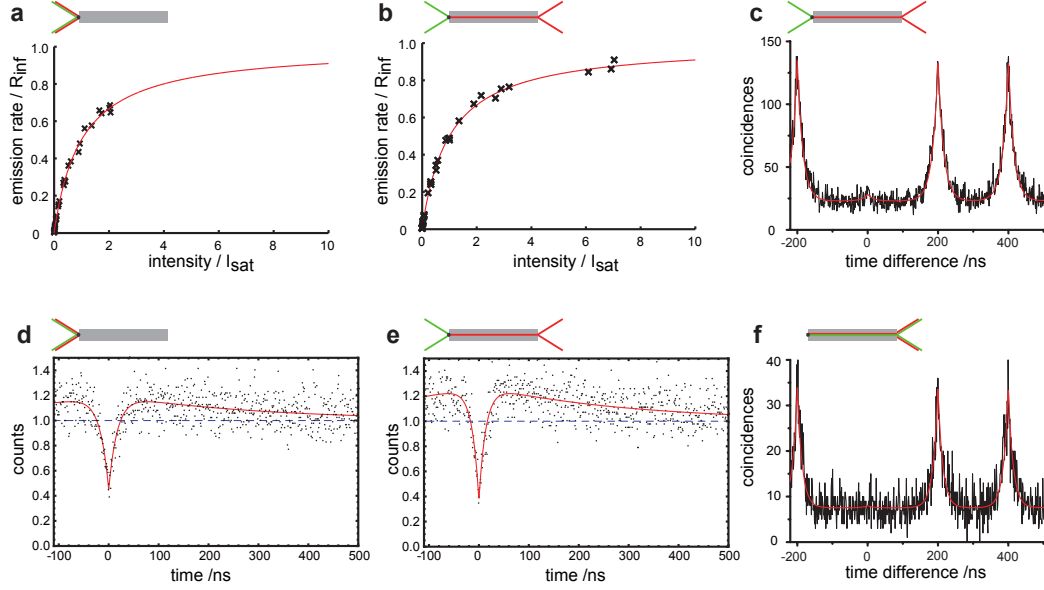 a
emission rate / Rinf
1.0
0.8
0.6
0.4
0.2
0
0 2 4 6 8 10
intensity / Isat
b
emission rate / Rinf
1.0
0.8
0.6
0.4
0.2
0
0 2 4 6 8 10
intensity / Isat
c
coincidences
150
100
50
0
-200 0 200 400
time difference /ns
d
counts
1.4
1.2
1.0
0.8
0.6
0.4
0.2
0.0
-100 0 100 200 300 400 500
time /ns
e
counts
1.4
1.2
1.0
0.8
0.6
0.4
0.2
0.0
-100 0 100 200 300 400 500
time /ns
f
coincidences
40
30
20
10
0
-200 0 200 400
time difference /ns